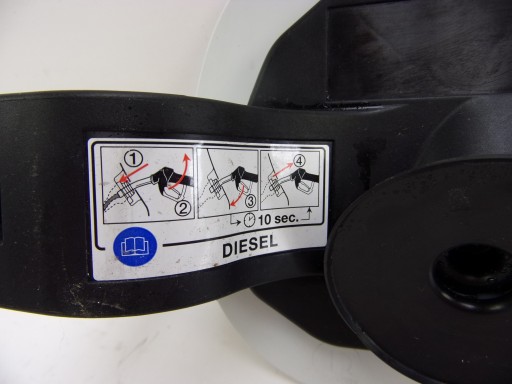 ① ② ③ ④
10 sec.
DIESEL